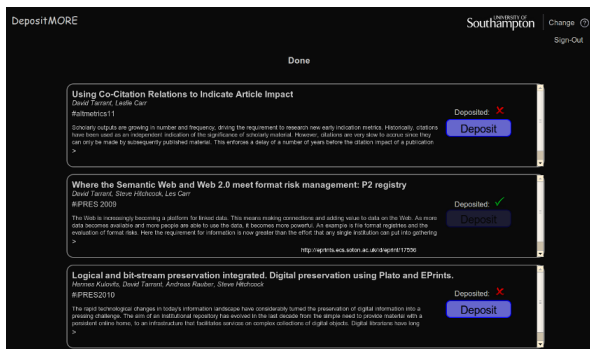 DepositMORE
UNIVERSITY OF
Southampton
Change ?
Sign-Out
Done
Using Co-Citation Relations to Indicate Article Impact
David Tarrant, Leslie Carr
#altmetrics11
Deposited: ✗
Deposit
Scholarly outputs are growing in number and frequency, driving the requirement to research new early indication metrics. Historically, citations
have been used as an independent indication of the significance of scholarly material. However, citations are very slow to accrue since they
can only be made by subsequently published material. This enforces a delay of a number of years before the citation impact of a publication
>
Where the Semantic Web and Web 2.0 meet format risk management: P2 registry
David Tarrant, Steve Hitchcock, Les Carr
#iPRES 2009
Deposited: ✓
Deposit
The Web is increasingly becoming a platform for linked data. This means making connections and adding value to data on the Web. As more
data becomes available and more people are able to use the data, it becomes more powerful. An example is file format registries and the
evaluation of format risks. Here the requirement for information is now greater than the effort that any single institution can put into gathering
>
http://eprints.ecs.soton.ac.uk/id/eprint/17556
Logical and bit-stream preservation integrated. Digital preservation using Plato and EPrints.
Hannes Kulovits, David Tarrant, Andreas Rauber, Steve Hitchcock
#iPRES2010
Deposited: ✗
Deposit
The rapid technological changes in today's information landscape have considerably turned the preservation of digital information into a
pressing challenge. The aim of an institutional repository has evolved in the last decade from the simple need to provide material with a
persistent online home, to an infrastructure that facilitates services on complex collections of digital objects. Digital librarians have long
>